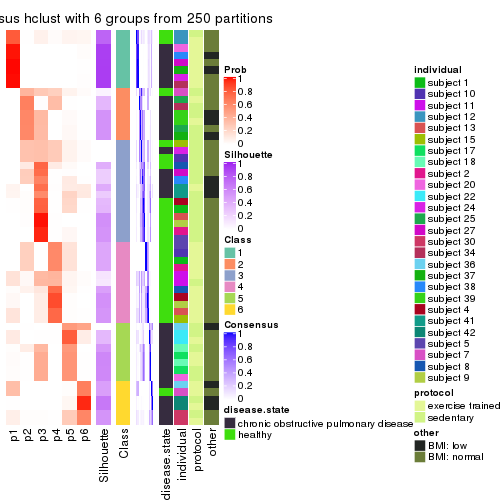 sus hclust with 6 groups from 250 partitions
Prob
1
0.8
0.6
0.4
0.2
0
Silhouette
1
0.8
0.6
0.4
0.2
0
Class
1
2
3
4
5
6
Consensus
1
0.8
0.6
0.4
0.2
0
disease.state
chronic obstructive pulmonary disease
healthy
individual
subject 1
subject 10
subject 11
subject 12
subject 13
subject 15
subject 17
subject 18
subject 2
subject 20
subject 22
subject 24
subject 25
subject 27
subject 30
subject 34
subject 36
subject 37
subject 38
subject 39
subject 4
subject 41
subject 42
subject 5
subject 7
subject 8
subject 9
protocol
exercise trained
sedentary
other
BMI: low
BMI: normal
p1
p2
p3
p4
p5
p6
Silhouette
Class
disease.state
individual
protocol
other